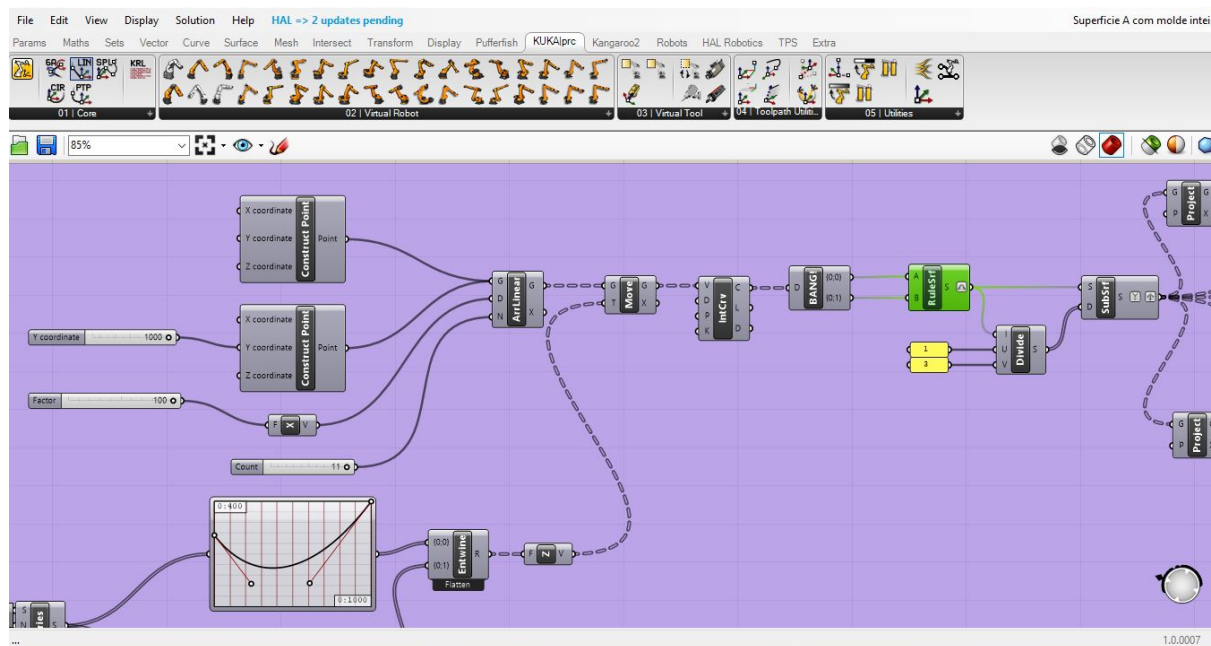 File Edit View Display Solution Help HAL => 2 updates pending Superficie A com molde intei
Params Maths Sets Vector Curve Surface Mesh Intersect Transform Display Pufferfish KUKA|prc Kangaroo2 Robots HAL Robotics TPS Extra
LIN SPL KRL
CIR PTP
01 | Core 02 | Virtual Robot 03 | Virtual Tool 04 | Toolpath Utiliti... 05 | Utilities
85%
X coordinate
Y coordinate
Z coordinate
Construct Point
Point
X coordinate
Y coordinate
Z coordinate
Construct Point
Point
Y coordinate 1000
Factor 100
F X V
Count 11
G
D
N
ArrLinear
G
X
G
T
Move
G
X
V
D
P
K
IntCrv
C
L
D
D
BANG!
{0;0}
{0;1}
A
B
RuleSrf
S
1
3
I
U
V
Divide
S
S
D
SubSrf
S
G
P
Project
G
X
G
P
Project
0:400
0:1000
{0;0}
{0;1}
Entwine
R
Flatten
F Z V
S
N
ries
S
...
1.0.0007